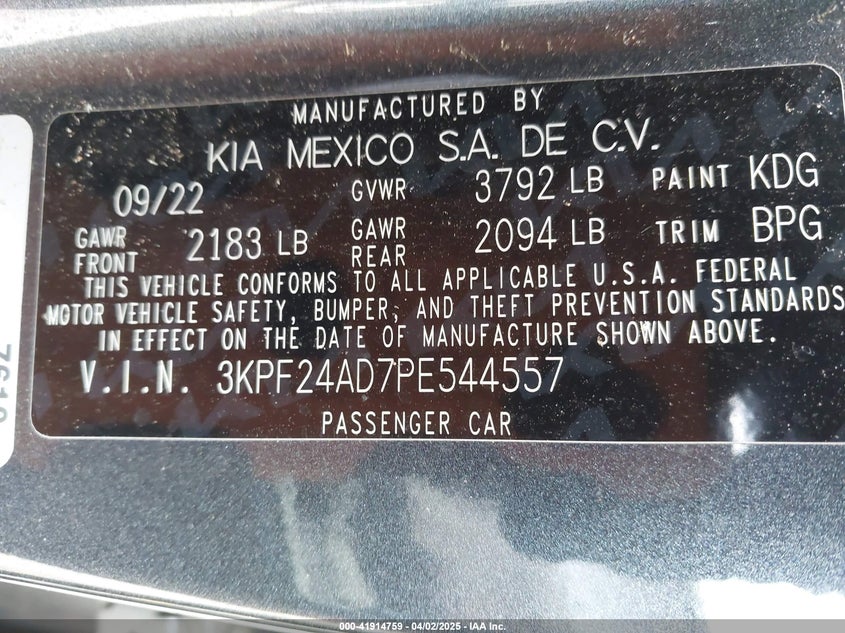 MANUFACTURED BY
KIA MEXICO S.A. DE C.V.
09/22 GVWR 3792 LB PAINT KDG
GAWR FRONT 2183 LB GAWR REAR 2094 LB TRIM BPG
THIS VEHICLE CONFORMS TO ALL APPLICABLE U.S.A. FEDERAL
MOTOR VEHICLE SAFETY, BUMPER, AND THEFT PREVENTION STANDARDS
IN EFFECT ON THE DATE OF MANUFACTURE SHOWN ABOVE.
V.I.N. 3KPF24AD7PE544557
PASSENGER CAR
000-41914759 - 04/02/2025 - IAA Inc.